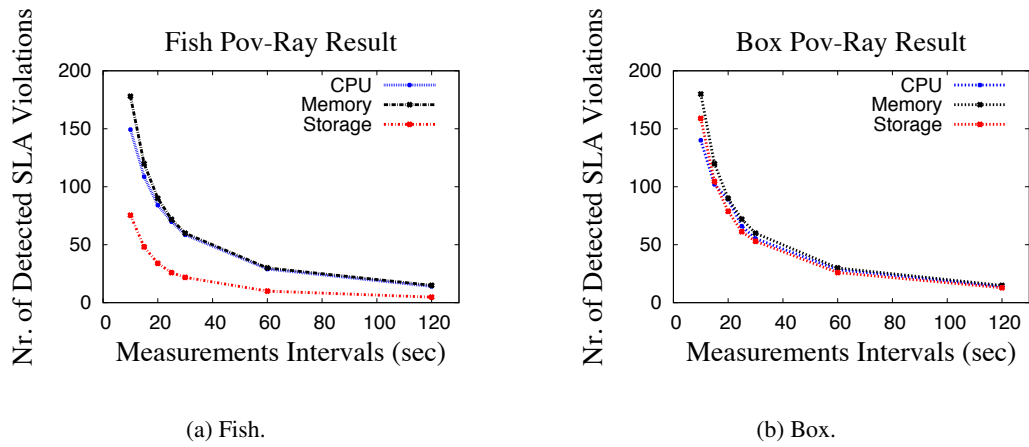 Fish Pov-Ray Result
Nr. of Detected SLA Violations
200
150
100
50
0
CPU
Memory
Storage
0 20 40 60 80 100 120
Measurements Intervals (sec)
(a) Fish.
Box Pov-Ray Result
Nr. of Detected SLA Violations
200
150
100
50
0
CPU
Memory
Storage
0 20 40 60 80 100 120
Measurements Intervals (sec)
(b) Box.